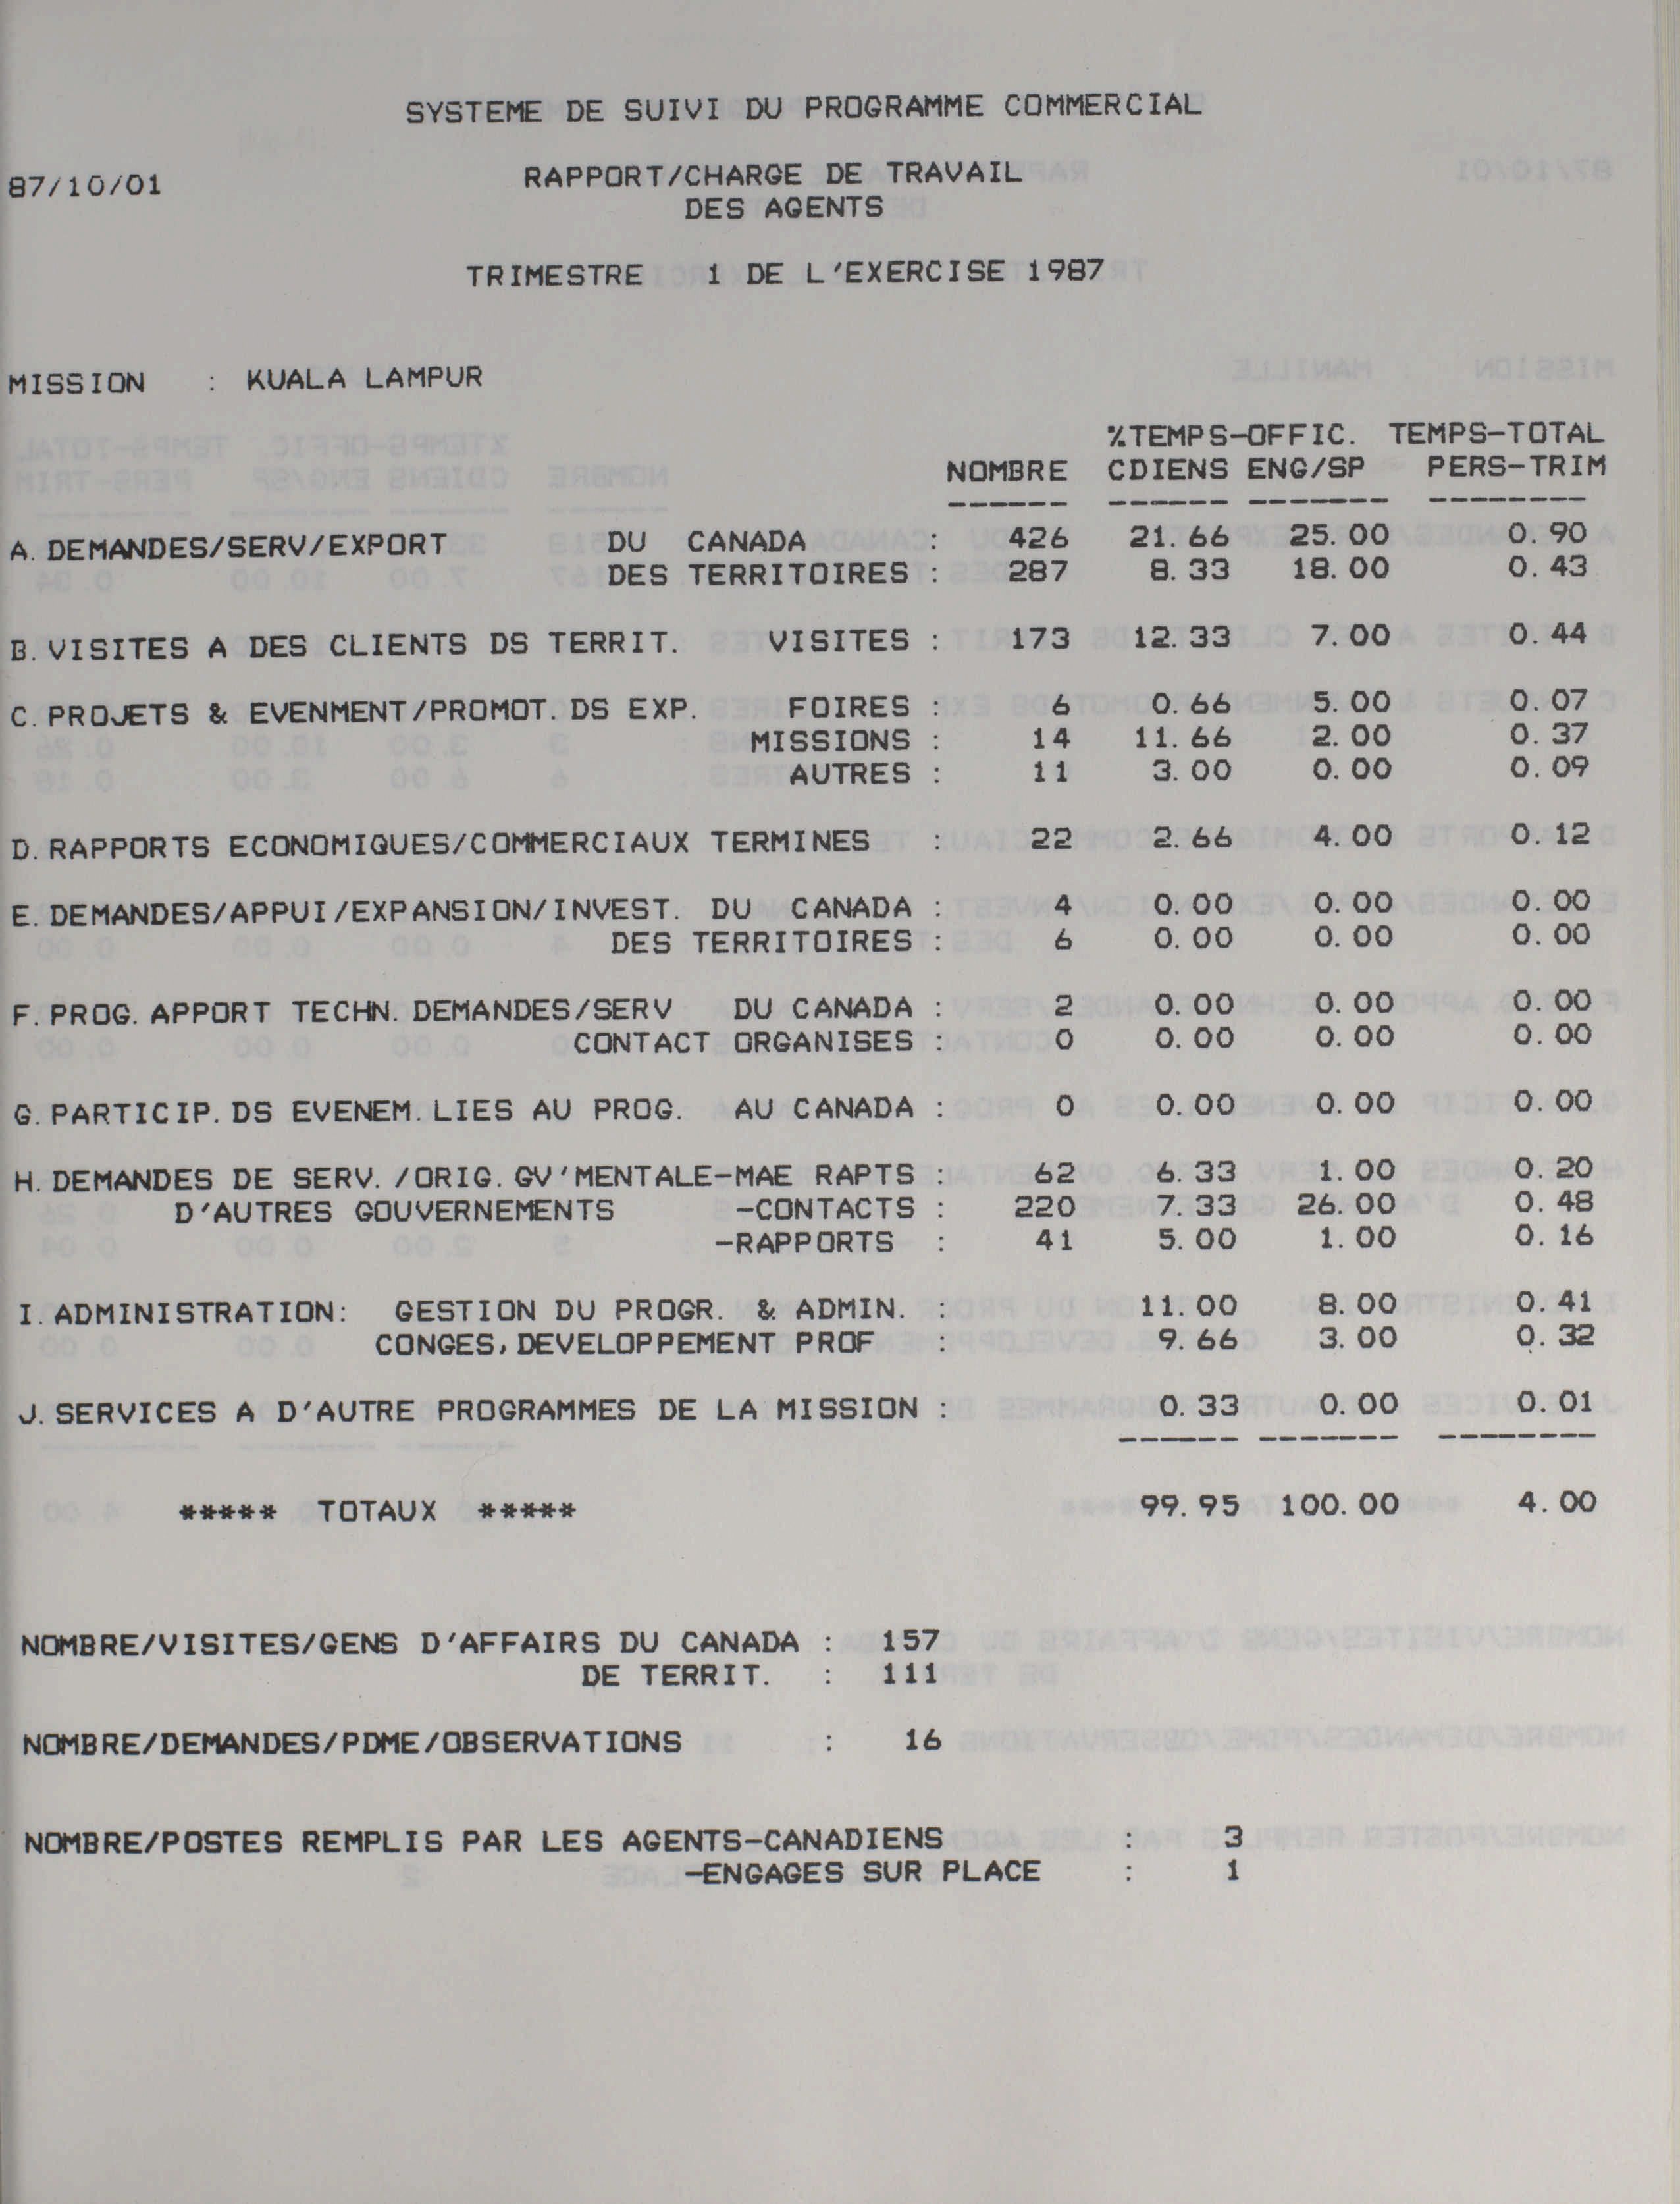 SYSTEME DE SUIVI DU PROGRAMME COMMERCIAL
87/10/01 RAPPORT/CHARGE DE TRAVAIL
DES AGENTS
TRIMESTRE 1 DE L'EXERCISE 1987
MISSION : KUALA LAMPUR
%TEMPS-OFFIC. TEMPS-TOTAL
NOMBRE CDIENS ENG/SP PERS-TRIM
------ ------ ------- --------
A. DEMANDES/SERV/EXPORT DU CANADA : 426 21.66 25.00 0.90
DES TERRITOIRES : 287 8.33 18.00 0.43
B. VISITES A DES CLIENTS DS TERRIT. VISITES : 173 12.33 7.00 0.44
C. PROJETS & EVENMENT/PROMOT. DS EXP. FOIRES : 6 0.66 5.00 0.07
MISSIONS : 14 11.66 2.00 0.37
AUTRES : 11 3.00 0.00 0.09
D. RAPPORTS ECONOMIQUES/COMMERCIAUX TERMINES : 22 2.66 4.00 0.12
E. DEMANDES/APPUI/EXPANSION/INVEST. DU CANADA : 4 0.00 0.00 0.00
DES TERRITOIRES : 6 0.00 0.00 0.00
F. PROG. APPORT TECHN. DEMANDES/SERV DU CANADA : 2 0.00 0.00 0.00
CONTACT ORGANISES : 0 0.00 0.00 0.00
G. PARTICIP. DS EVENEM. LIES AU PROG. AU CANADA : 0 0.00 0.00 0.00
H. DEMANDES DE SERV. /ORIG. GV'MENTALE-MAE RAPTS : 62 6.33 1.00 0.20
D'AUTRES GOUVERNEMENTS -CONTACTS : 220 7.33 26.00 0.48
-RAPPORTS : 41 5.00 1.00 0.16
I. ADMINISTRATION: GESTION DU PROGR. & ADMIN. : 11.00 8.00 0.41
CONGES, DEVELOPPEMENT PROF : 9.66 3.00 0.32
J. SERVICES A D'AUTRE PROGRAMMES DE LA MISSION : 0.33 0.00 0.01
------ ------- --------
***** TOTAUX ***** 99.95 100.00 4.00
NOMBRE/VISITES/GENS D'AFFAIRS DU CANADA : 157
DE TERRIT. : 111
NOMBRE/DEMANDES/PDME/OBSERVATIONS : 16
NOMBRE/POSTES REMPLIS PAR LES AGENTS-CANADIENS : 3
-ENGAGES SUR PLACE : 1